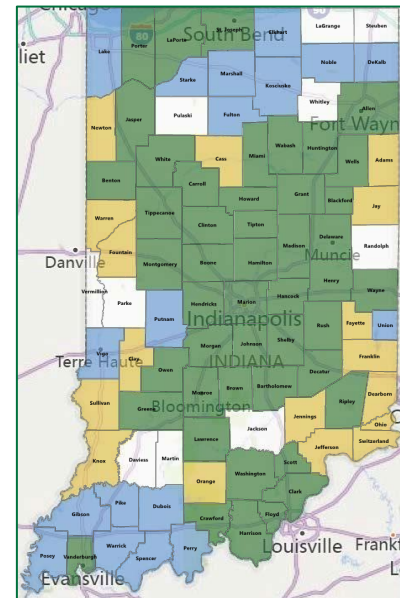 Chicago
LaGrange
Steuben
St. Joseph
Elkhart
LaPorte
Porter
South Bend
Lake
80
Noble
DeKalb
Marshall
Starke
Kosciusko
liet
Whitley
Allen
Pulaski
Fulton
Jasper
Newton
Fort Wayn
Wabash
Huntington
White
Cass
Miami
Wells
Adams
Benton
Carroll
Grant
Blackford
Howard
Jay
Warren
Tippecanoe
Clinton
Tipton
Delaware
Madison
Randolph
Fountain
Muncie
Danville
Montgomery
Boone
Hamilton
Henry
Wayne
Vermillion
Parke
Hendricks
Marion
Hancock
Putnam
Indianapolis
Fayette
Union
Rush
Morgan
Johnson
Shelby
Vigo
Clay
Terre Haute
INDIANA
Franklin
Owen
Decatur
Monroe
Brown
Bartholomew
Dearborn
Sullivan
Greene
Bloomington
Ripley
Jennings
Ohio
Jackson
Lawrence
Switzerland
Jefferson
Knox
Daviess
Martin
Scott
Washington
Orange
Clark
Pike
Dubois
Gibson
Crawford
Floyd
Harrison
Louisville
Frankf
Warrick
Perry
Posey
Vanderburgh
Spencer
Evansville
L